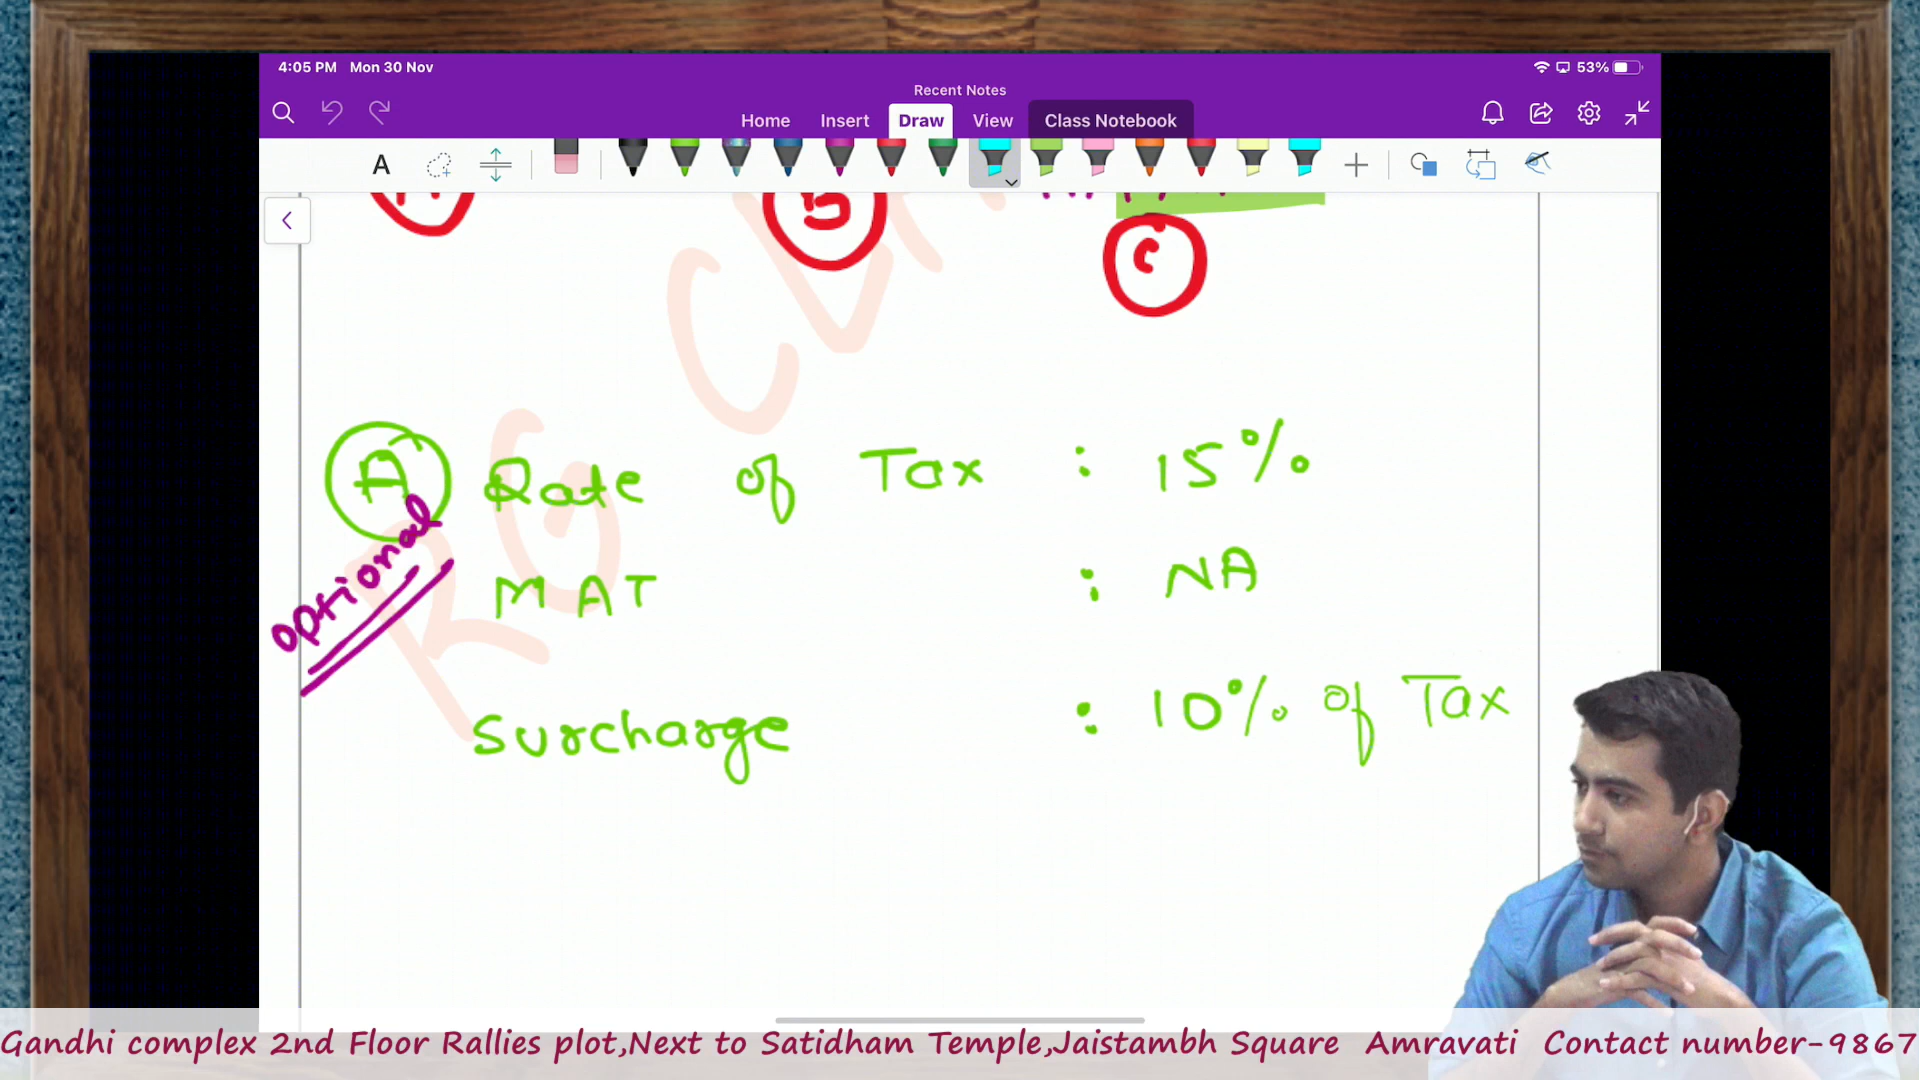 4:05 PM Mon 30 Nov
53%
Recent Notes
Home Insert Draw View Class Notebook
A
B
C
A Rate of Tax : 15%
optional
MAT : NA
Surcharge : 10% of Tax
RG CLA
Gandhi complex 2nd Floor Rallies plot,Next to Satidham Temple,Jaistambh Square Amravati Contact number-9867